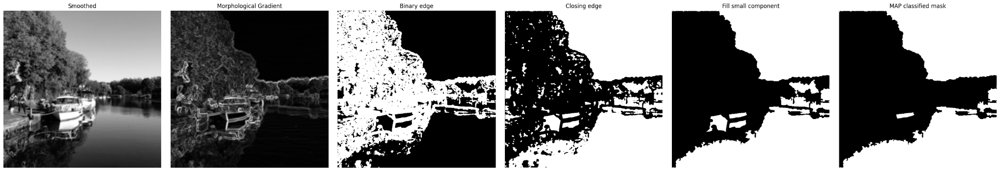 Smoothed
Morphological Gradient
Binary edge
Closing edge
Fill small component
MAP classified mask